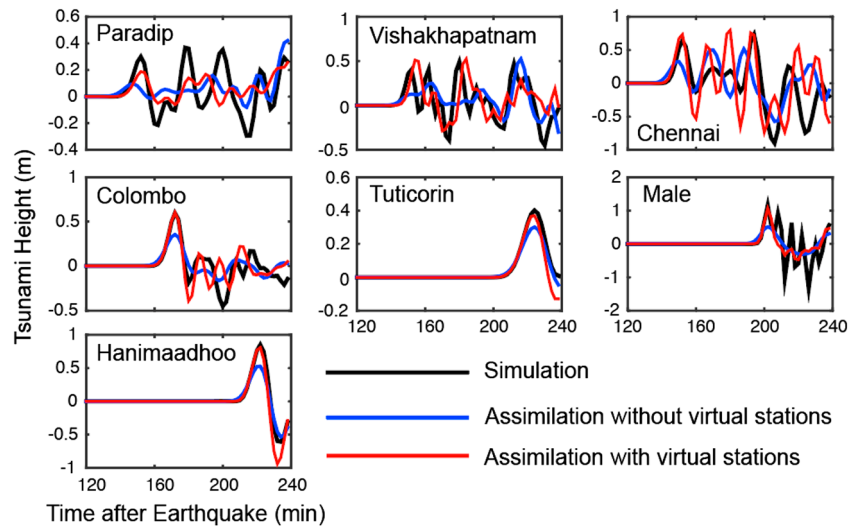 Paradip
0.6
0.4
0.2
0
-0.2
-0.4
Vishakhapatnam
1
0.5
0
-0.5
Chennai
1
0.5
0
-0.5
-1
Colombo
1
0.5
0
-0.5
Tuticorin
0.6
0.4
0.2
0
-0.2
120 160 200 240
Male
2
1
0
-1
-2
120 160 200 240
Hanimaadhoo
1
0.5
0
-0.5
-1
120 160 200 240
Tsunami Height (m)
Time after Earthquake (min)
Simulation
Assimilation without virtual stations
Assimilation with virtual stations